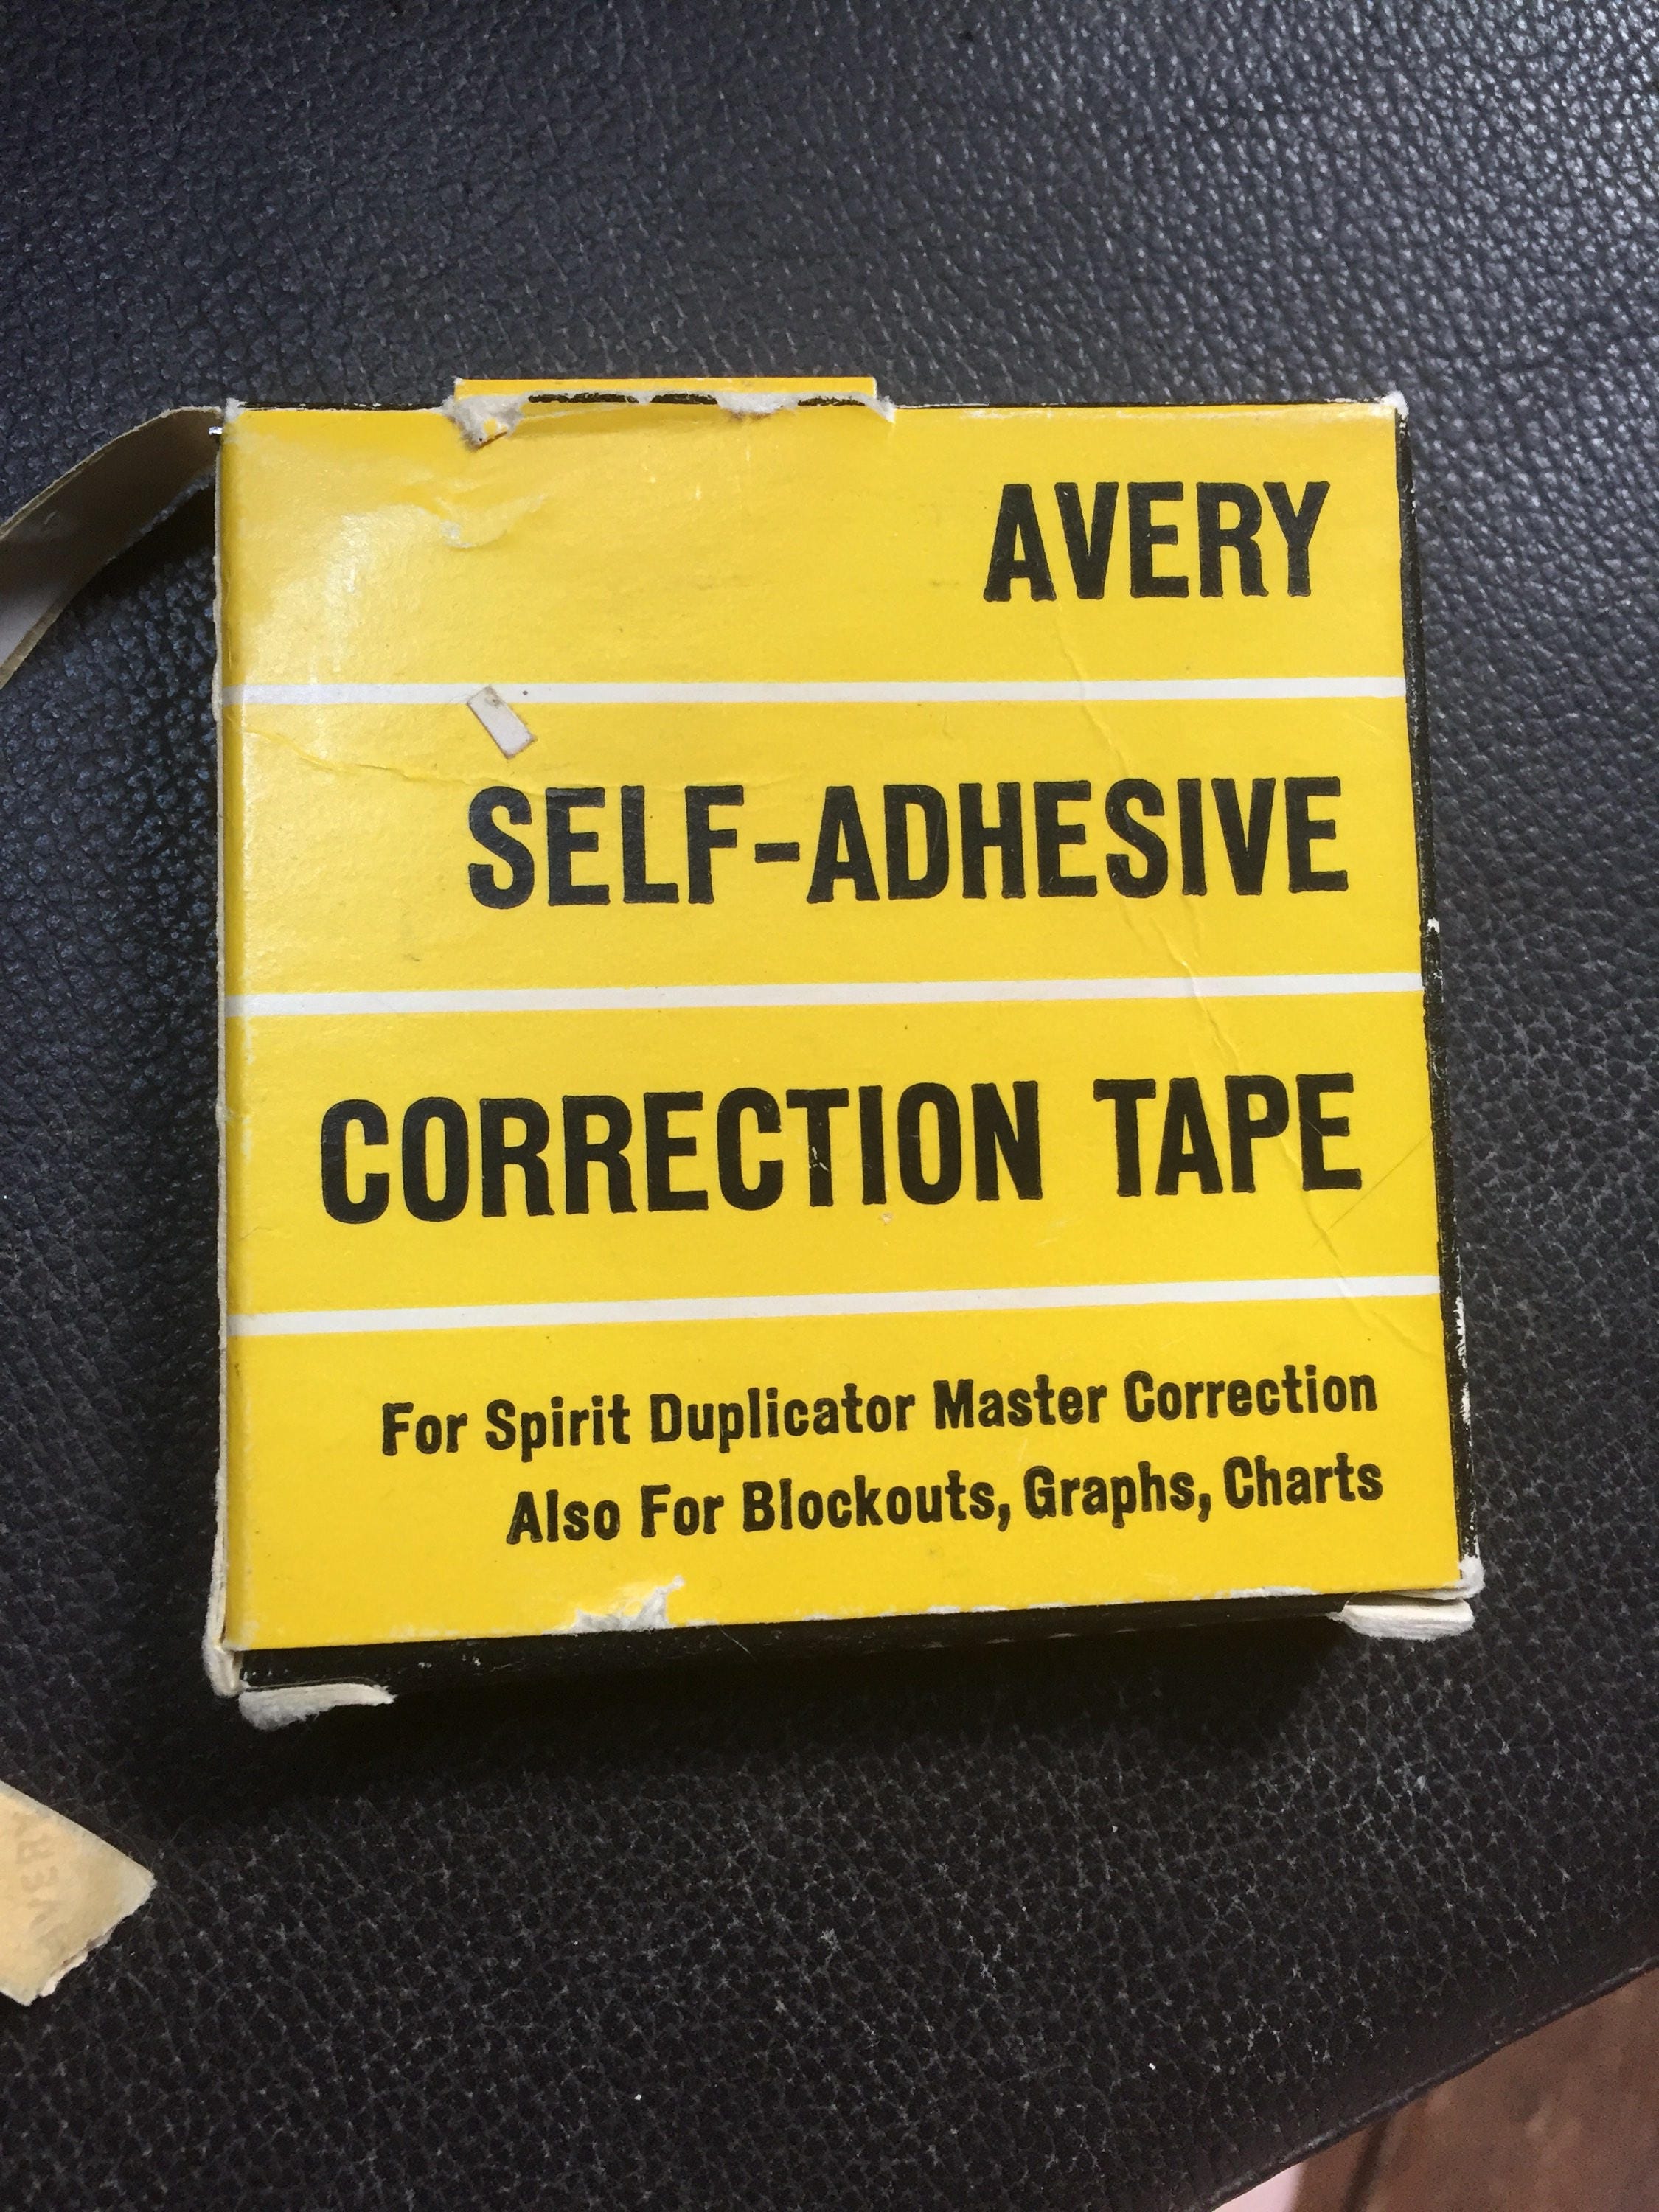 AVERY
SELF-ADHESIVE
CORRECTION TAPE
For Spirit Duplicator Master Correction
Also For Blockouts, Graphs, Charts